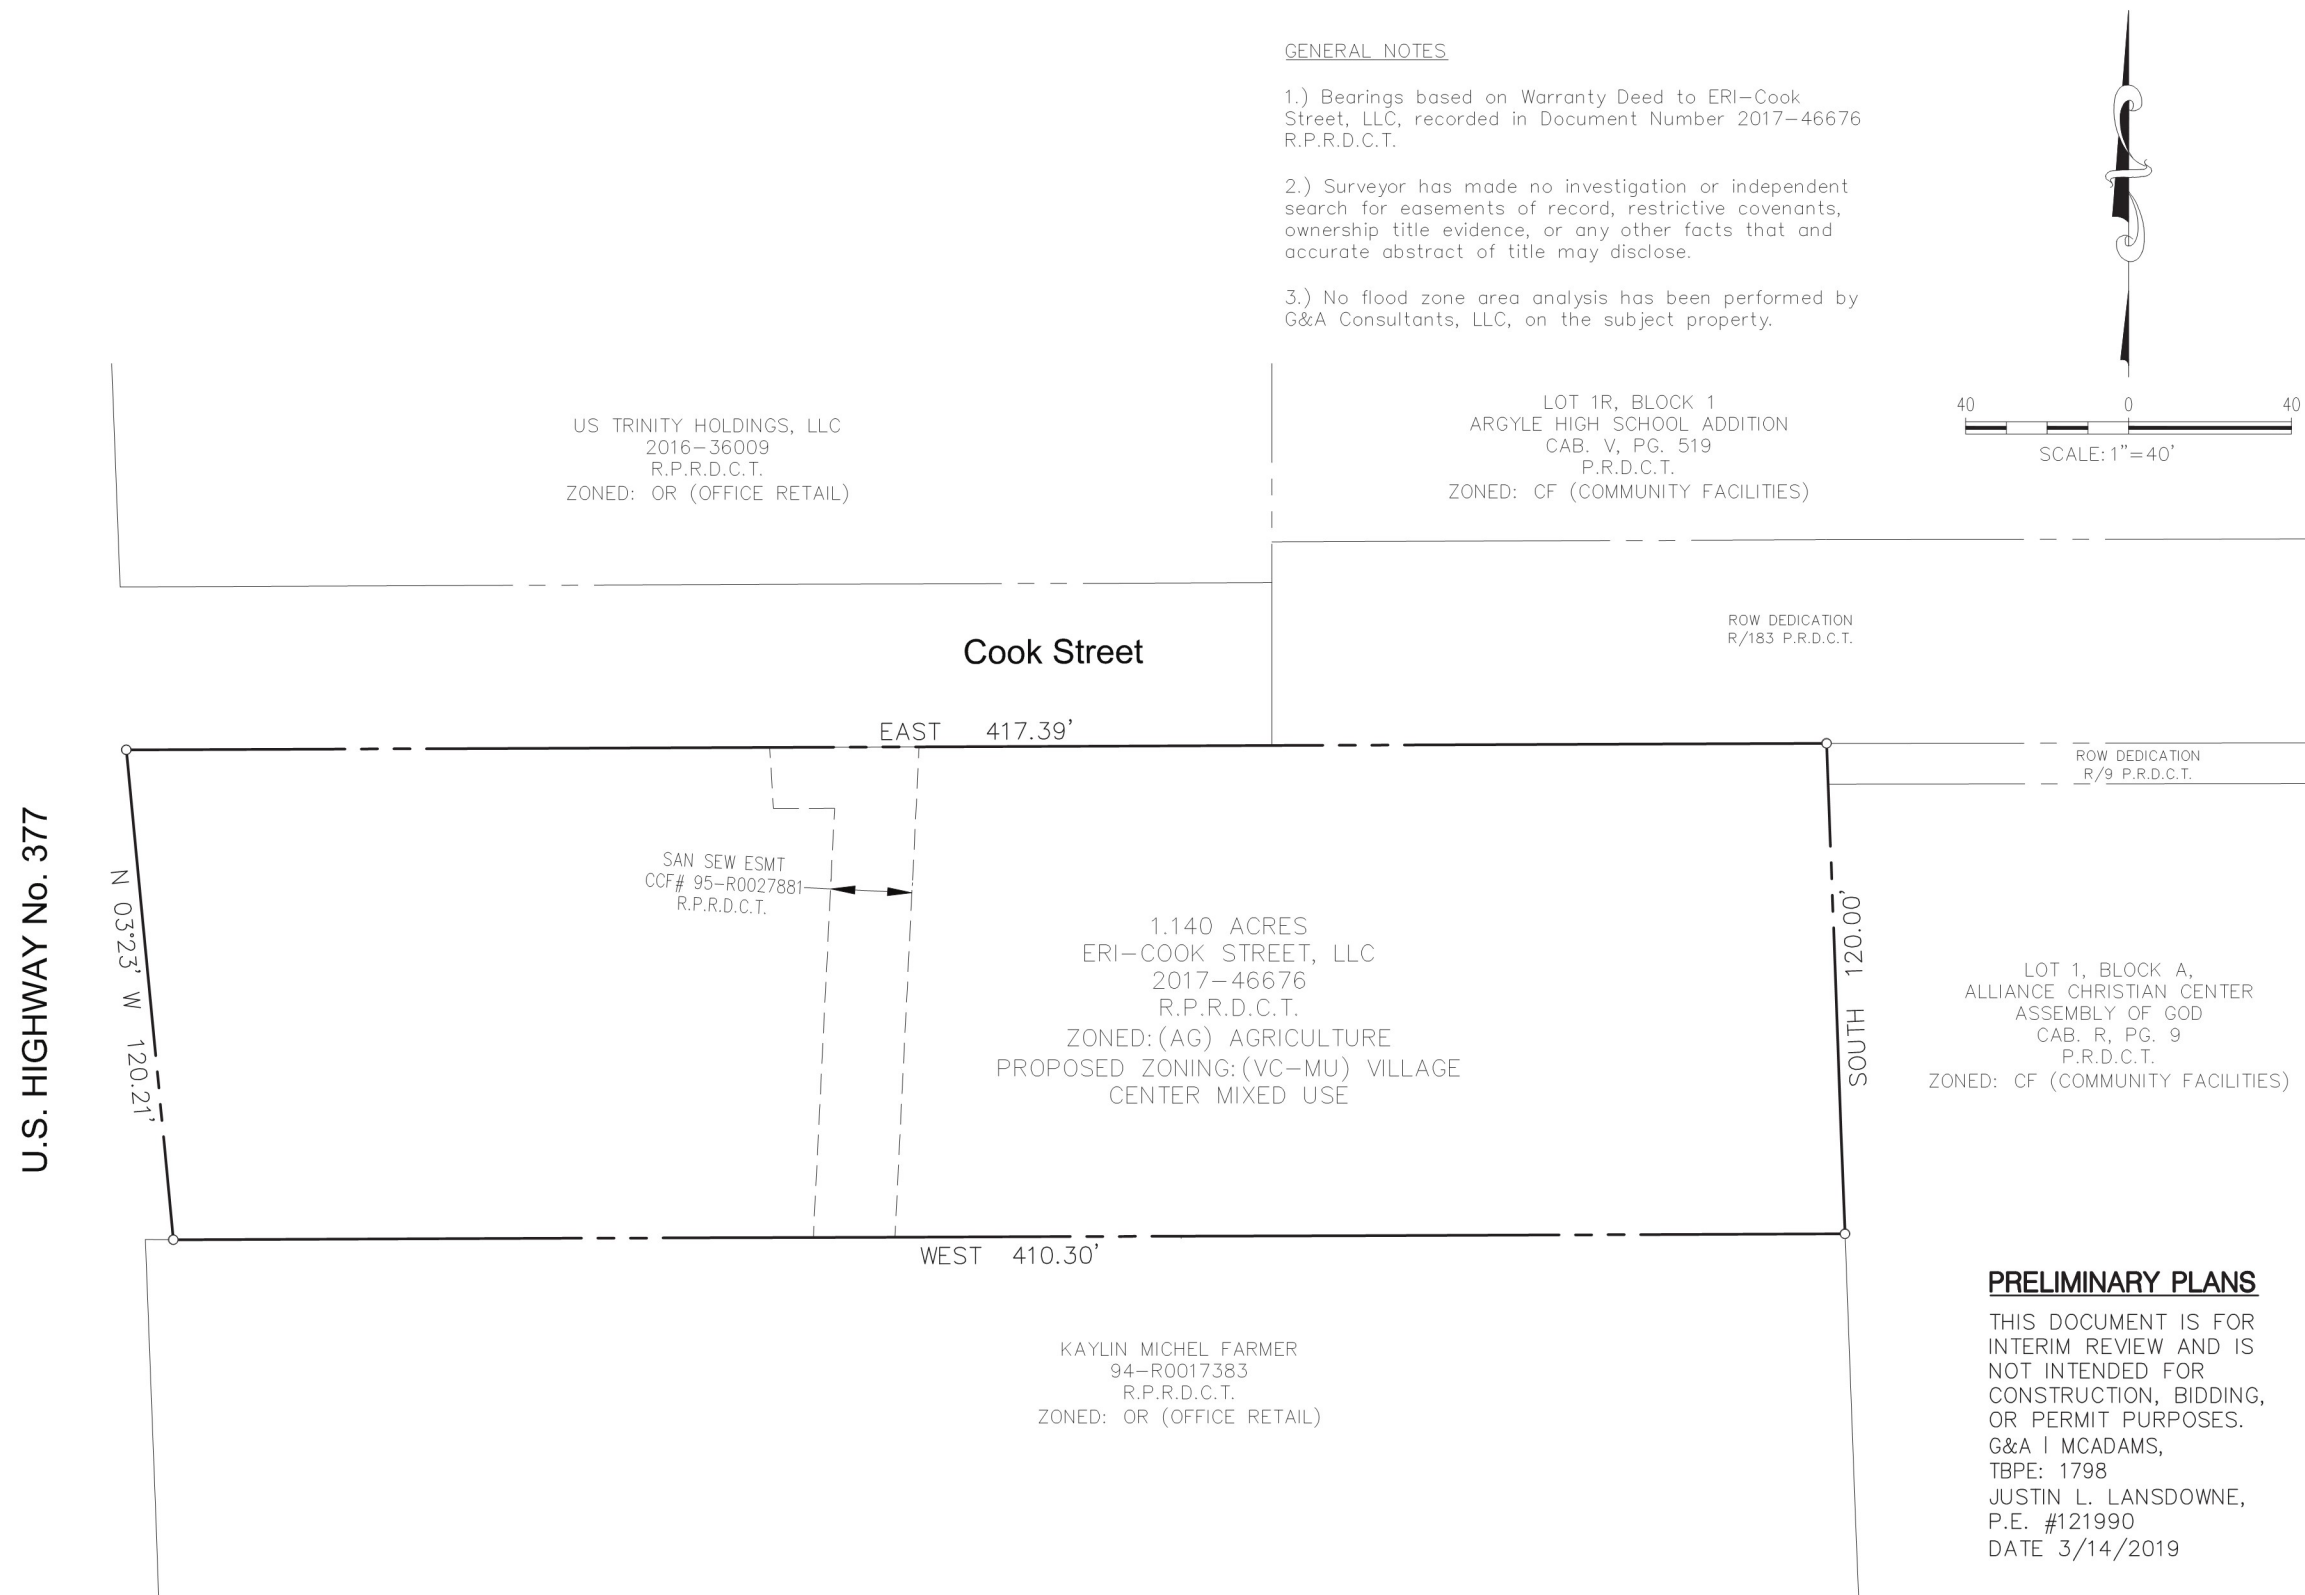 GENERAL NOTES
1.) Bearings based on Warranty Deed to ERI-Cook
Street, LLC, recorded in Document Number 2017-46676
R.P.R.D.C.T.
2.) Surveyor has made no investigation or independent
search for easements of record, restrictive covenants,
ownership title evidence, or any other facts that and
accurate abstract of title may disclose.
3.) No flood zone area analysis has been performed by
G&A Consultants, LLC, on the subject property.
40 0 40
SCALE: 1"=40'
US TRINITY HOLDINGS, LLC
2016-36009
R.P.R.D.C.T.
ZONED: OR (OFFICE RETAIL)
LOT 1R, BLOCK 1
ARGYLE HIGH SCHOOL ADDITION
CAB. V, PG. 519
P.R.D.C.T.
ZONED: CF (COMMUNITY FACILITIES)
ROW DEDICATION
R/183 P.R.D.C.T.
Cook Street
EAST 417.39'
ROW DEDICATION
R/9 P.R.D.C.T.
U.S. HIGHWAY No. 377
N 03°23' W 120.21'
SAN SEW ESMT
CCF# 95-R0027881
R.P.R.D.C.T.
1.140 ACRES
ERI-COOK STREET, LLC
2017-46676
R.P.R.D.C.T.
ZONED: (AG) AGRICULTURE
PROPOSED ZONING: (VC-MU) VILLAGE
CENTER MIXED USE
SOUTH 120.00'
LOT 1, BLOCK A,
ALLIANCE CHRISTIAN CENTER
ASSEMBLY OF GOD
CAB. R, PG. 9
P.R.D.C.T.
ZONED: CF (COMMUNITY FACILITIES)
WEST 410.30'
KAYLIN MICHEL FARMER
94-R0017383
R.P.R.D.C.T.
ZONED: OR (OFFICE RETAIL)
PRELIMINARY PLANS
THIS DOCUMENT IS FOR
INTERIM REVIEW AND IS
NOT INTENDED FOR
CONSTRUCTION, BIDDING,
OR PERMIT PURPOSES.
G&A | MCADAMS,
TBPE: 1798
JUSTIN L. LANSDOWNE,
P.E. #121990
DATE 3/14/2019